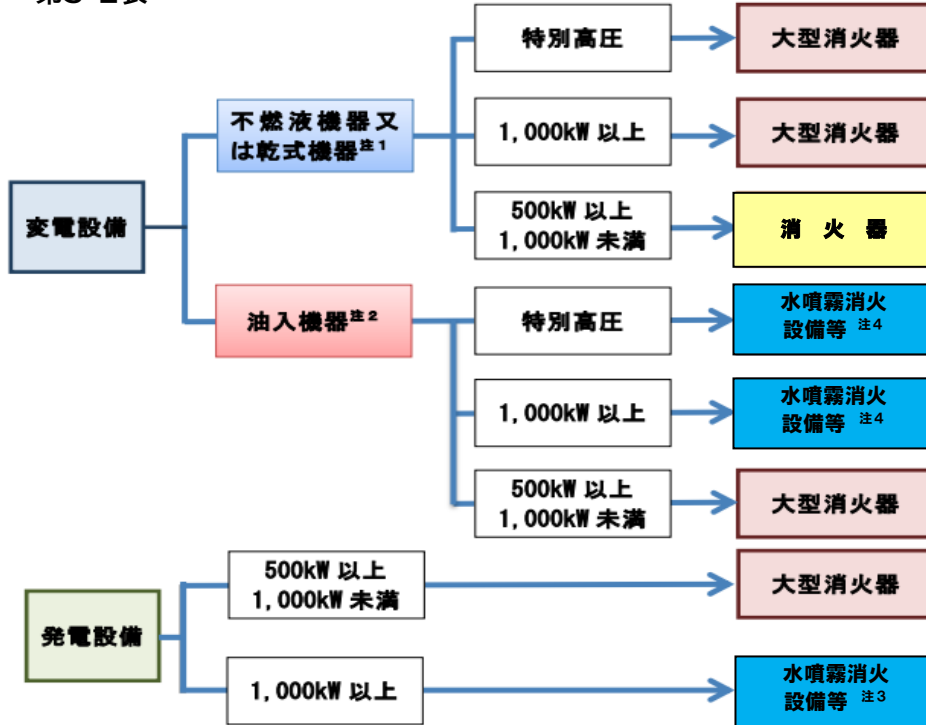 特別高圧
大型消火器
不燃液機器又
は乾式機器注1
1,000kW 以上
大型消火器
変電設備
500kW 以上
1,000kW 未満
消 火 器
油入機器注2
特別高圧
水噴霧消火
設備等 注4
1,000kW 以上
水噴霧消火
設備等 注4
500kW 以上
1,000kW 未満
大型消火器
発電設備
500kW 以上
1,000kW 未満
大型消火器
1,000kW 以上
水噴霧消火
設備等 注3